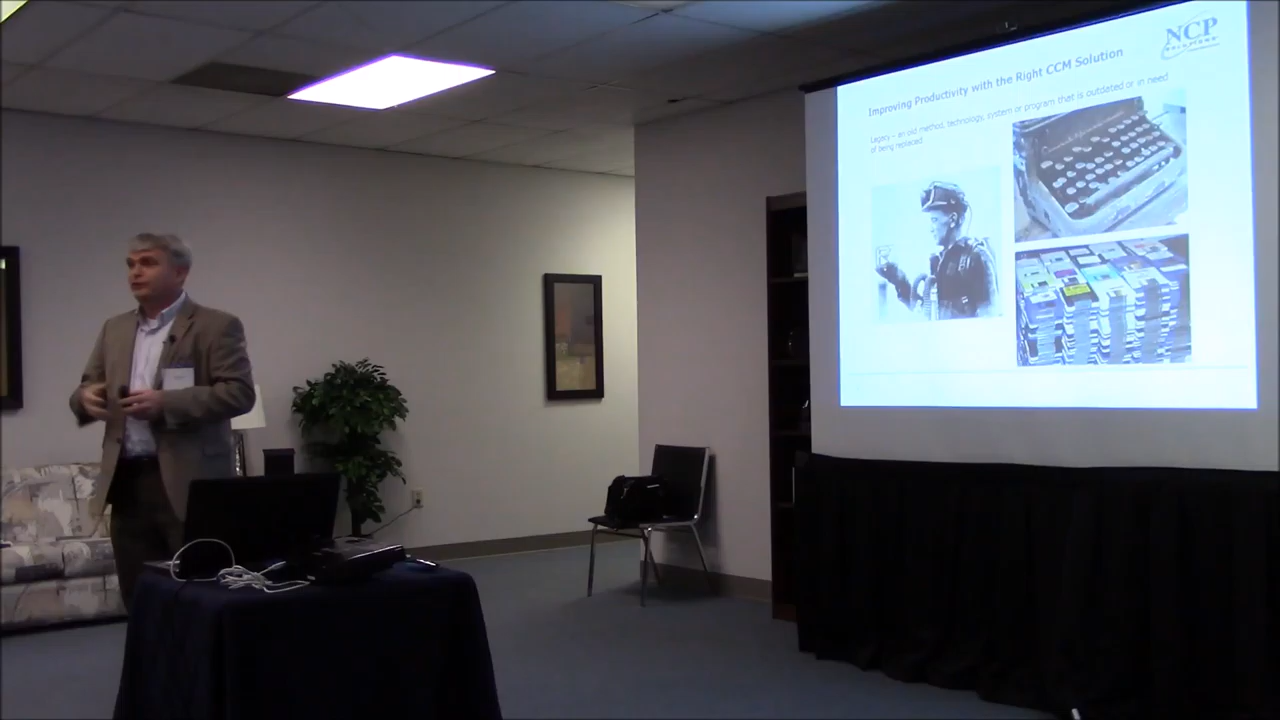 NCP
SOLUTIONS
Improving Productivity with the Right CCM Solution
Legacy – an old method, technology, system or program that is outdated or in need
of being replaced